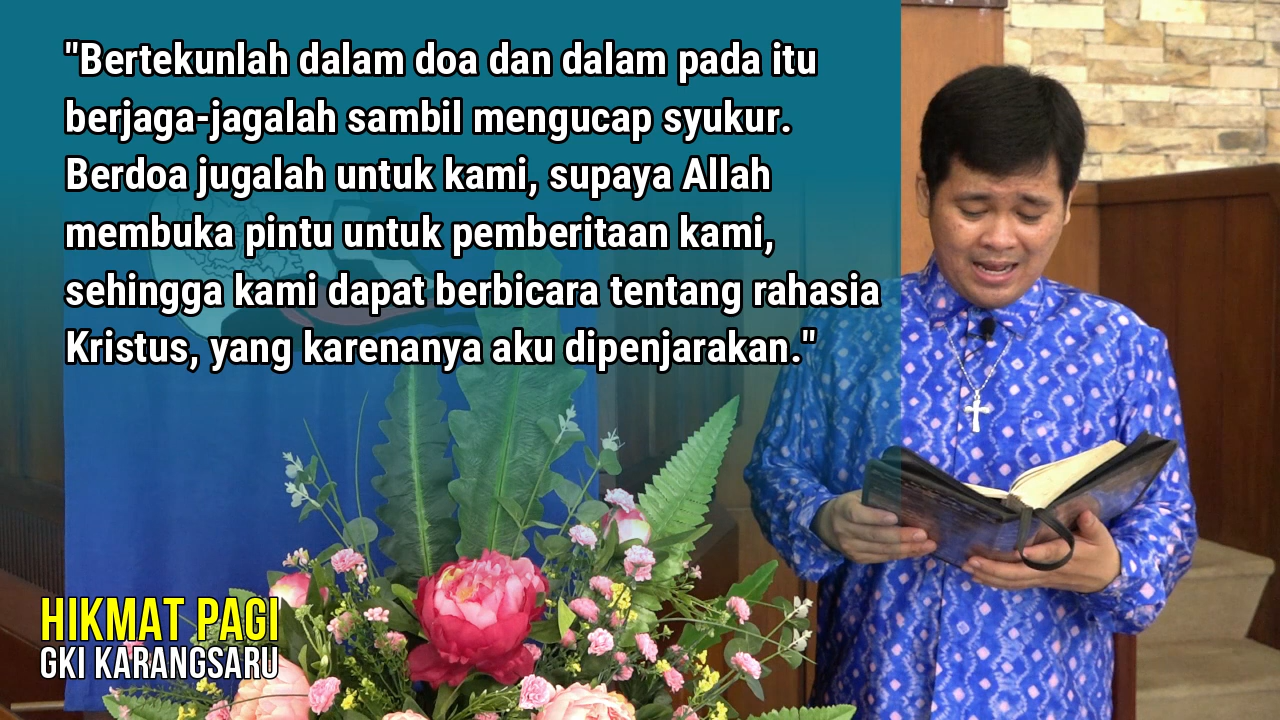 "Bertekunlah dalam doa dan dalam pada itu
berjaga-jagalah sambil mengucap syukur.
Berdoa jugalah untuk kami, supaya Allah
membuka pintu untuk pemberitaan kami,
sehingga kami dapat berbicara tentang rahasia
Kristus, yang karenanya aku dipenjarakan."
HIKMAT PAGI
GKI KARANGSARU